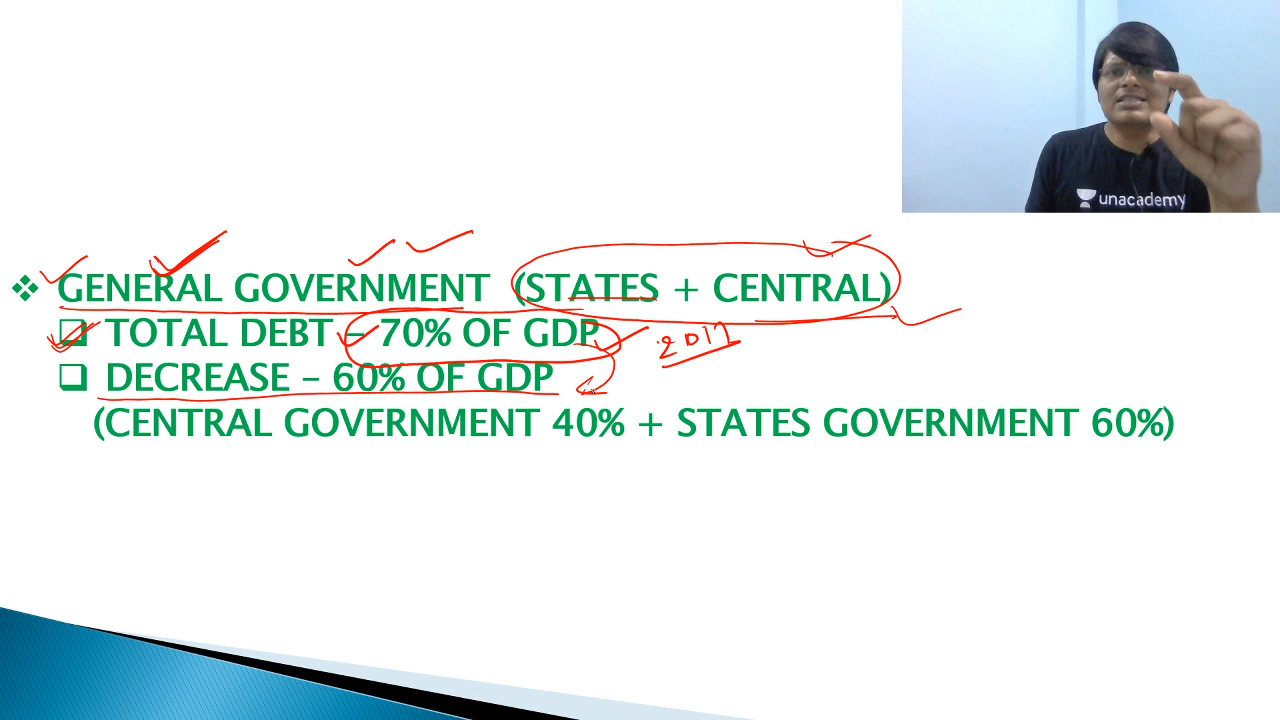 unacademy
❖ GENERAL GOVERNMENT (STATES + CENTRAL)
❑ TOTAL DEBT – 70% OF GDP 2017
❑ DECREASE – 60% OF GDP
(CENTRAL GOVERNMENT 40% + STATES GOVERNMENT 60%)